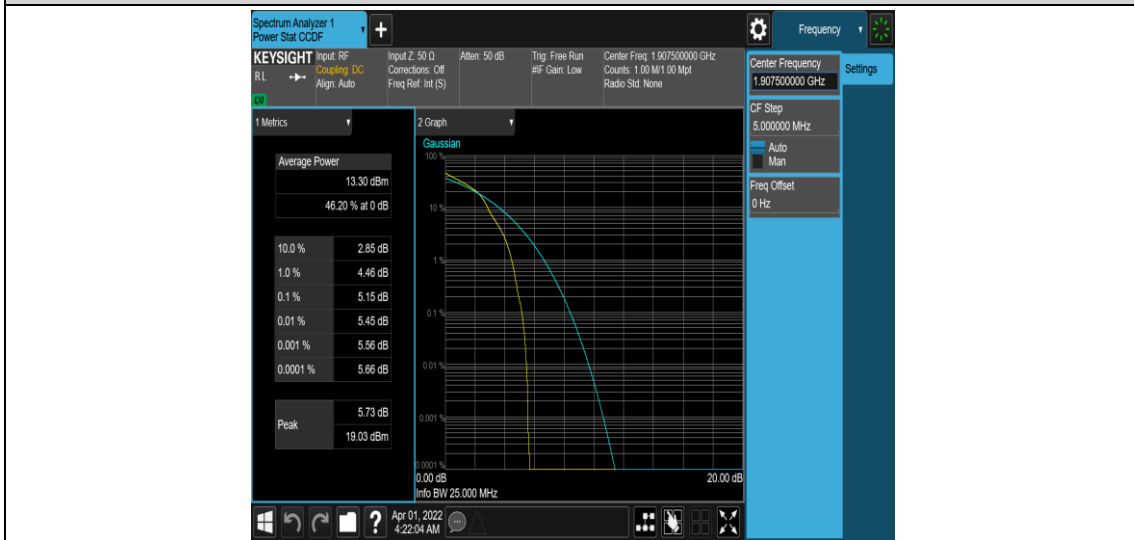 Spectrum Analyzer 1
Power Stat CCDF
+
Frequency
KEYSIGHT
RL
LXI
Input: RF
Coupling: DC
Align: Auto
Input Z: 50 Ω
Corrections: Off
Freq Ref: Int (S)
Atten: 50 dB
Trig: Free Run
#IF Gain: Low
Center Freq: 1.907500000 GHz
Counts: 1.00 M/1.00 Mpt
Radio Std: None
Center Frequency
1.907500000 GHz
Settings
CF Step
5.000000 MHz
Auto
Man
Freq Offset
0 Hz
1 Metrics
Average Power
13.30 dBm
46.20 % at 0 dB
10.0 % 2.85 dB
1.0 % 4.46 dB
0.1 % 5.15 dB
0.01 % 5.45 dB
0.001 % 5.56 dB
0.0001 % 5.66 dB
Peak
5.73 dB
19.03 dBm
2 Graph
Gaussian
100 %
10 %
1 %
0.1 %
0.01 %
0.001 %
0.0001 %
0.00 dB 20.00 dB
Info BW 25.000 MHz
?
Apr 01, 2022
4:22:04 AM